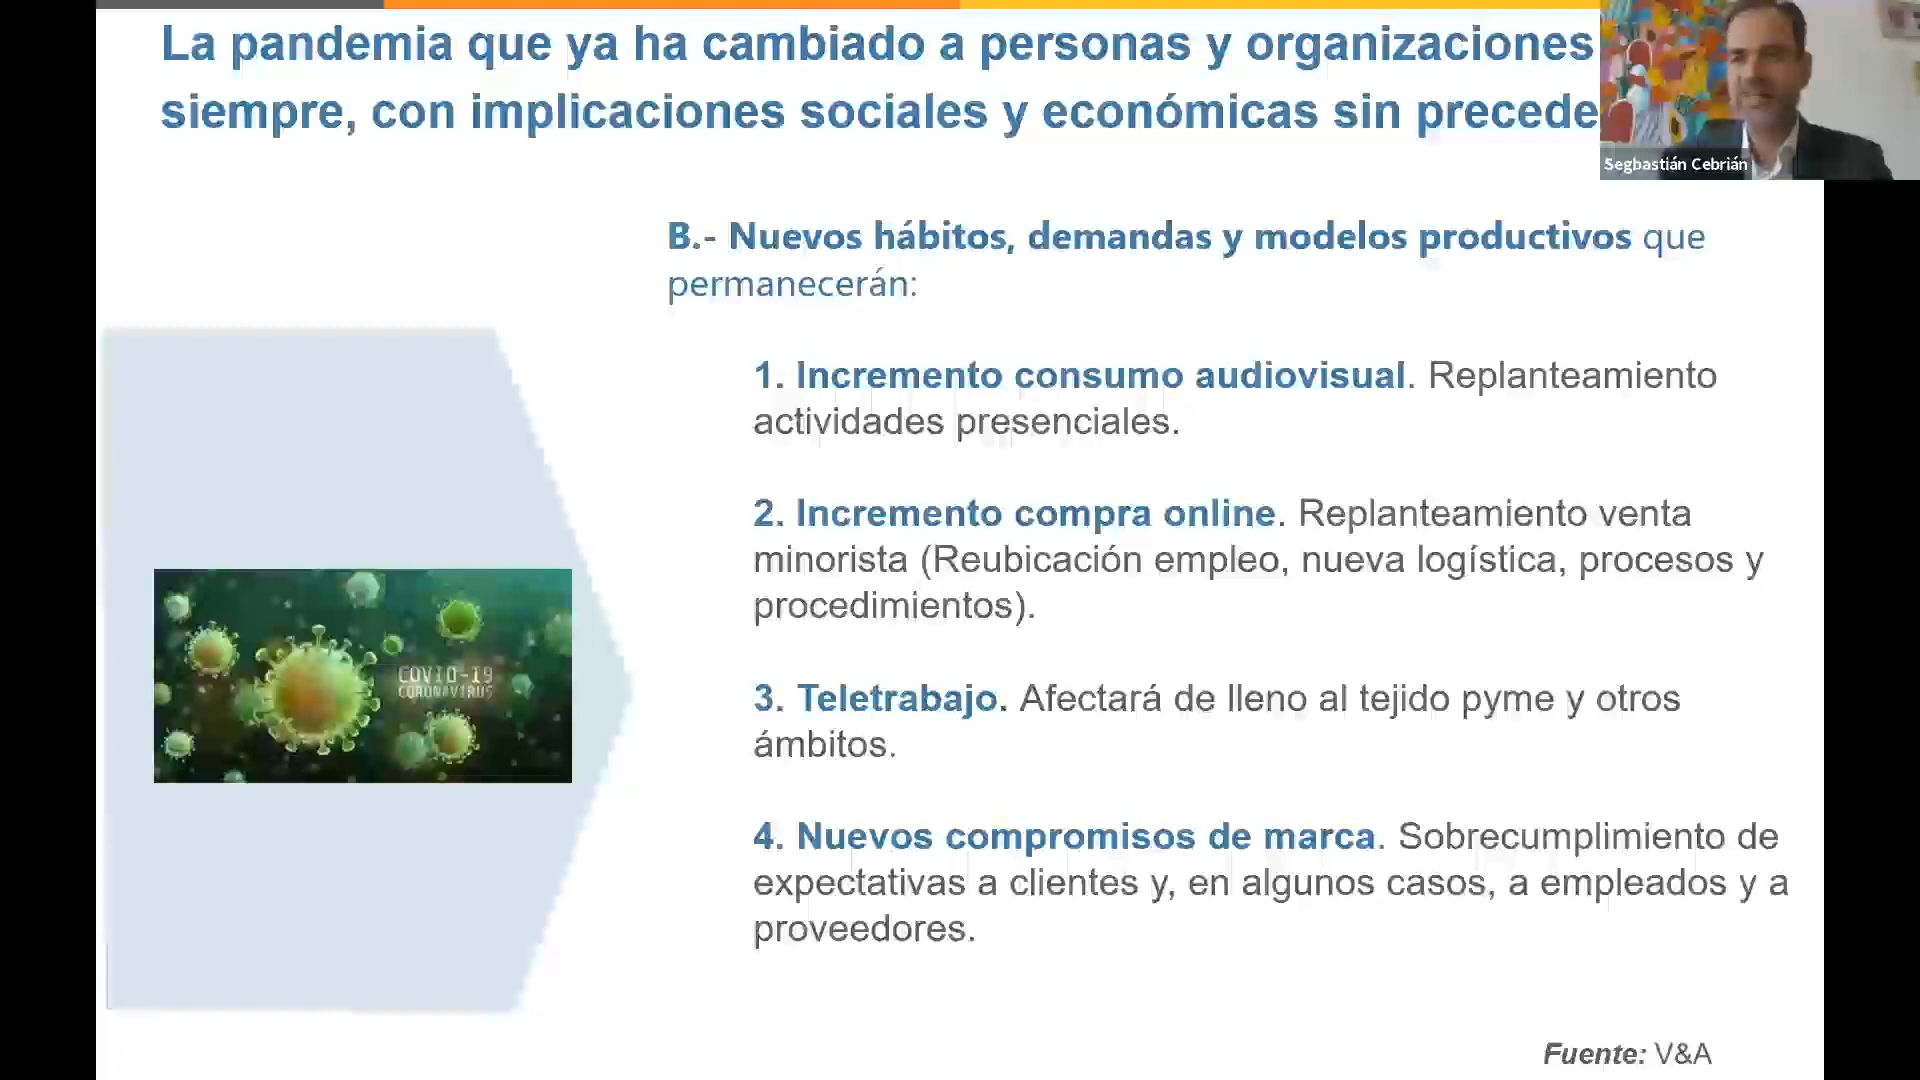 La pandemia que ya ha cambiado a personas y organizaciones
siempre, con implicaciones sociales y económicas sin precede
Segbastián Cebrián
B.- Nuevos hábitos, demandas y modelos productivos que
permanecerán:
1. Incremento consumo audiovisual. Replanteamiento
actividades presenciales.
2. Incremento compra online. Replanteamiento venta
minorista (Reubicación empleo, nueva logística, procesos y
procedimientos).
COVID-19
CORONAVIRUS
3. Teletrabajo. Afectará de lleno al tejido pyme y otros
ámbitos.
4. Nuevos compromisos de marca. Sobrecumplimiento de
expectativas a clientes y, en algunos casos, a empleados y a
proveedores.
Fuente: V&A